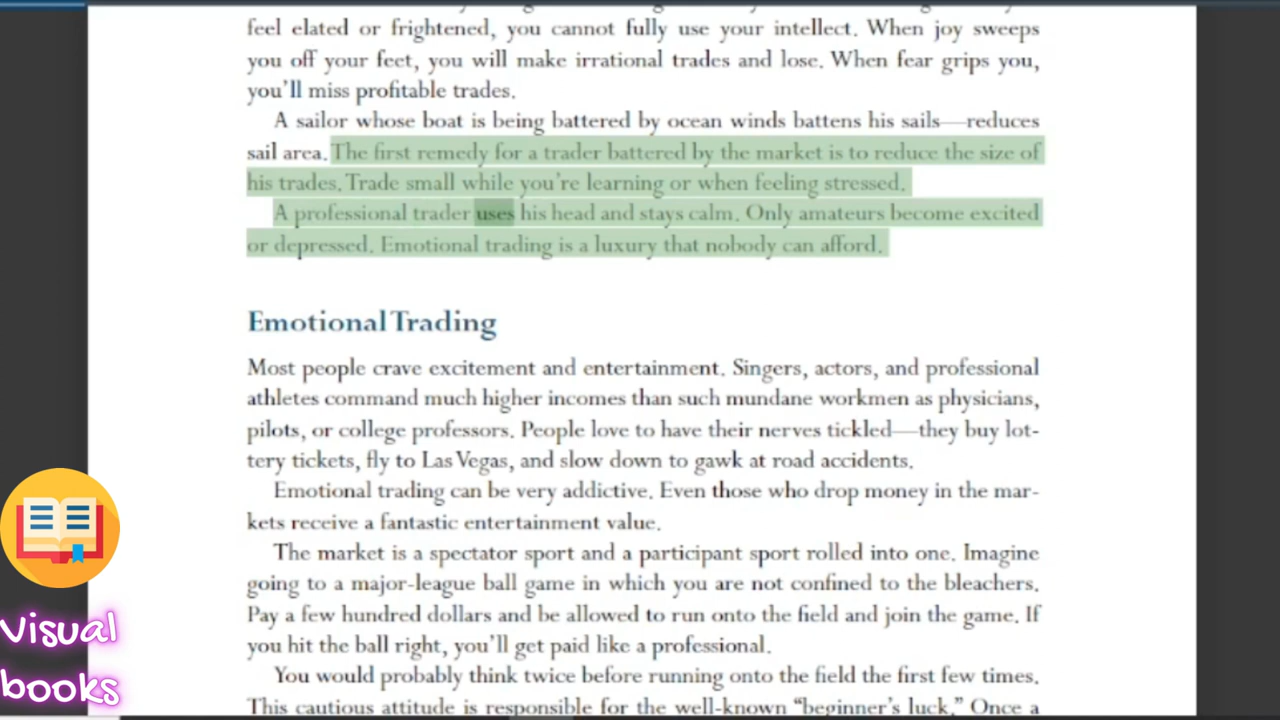 feel elated or frightened, you cannot fully use your intellect. When joy sweeps
you off your feet, you will make irrational trades and lose. When fear grips you,
you'll miss profitable trades.
A sailor whose boat is being battered by ocean winds battens his sails—reduces
sail area. The first remedy for a trader battered by the market is to reduce the size of
his trades. Trade small while you're learning or when feeling stressed.
A professional trader uses his head and stays calm. Only amateurs become excited
or depressed. Emotional trading is a luxury that nobody can afford.
Emotional Trading
Most people crave excitement and entertainment. Singers, actors, and professional
athletes command much higher incomes than such mundane workmen as physicians,
pilots, or college professors. People love to have their nerves tickled—they buy lot-
tery tickets, fly to Las Vegas, and slow down to gawk at road accidents.
Emotional trading can be very addictive. Even those who drop money in the mar-
kets receive a fantastic entertainment value.
The market is a spectator sport and a participant sport rolled into one. Imagine
going to a major-league ball game in which you are not confined to the bleachers.
Pay a few hundred dollars and be allowed to run onto the field and join the game. If
you hit the ball right, you'll get paid like a professional.
You would probably think twice before running onto the field the first few times.
This cautious attitude is responsible for the well-known "beginner's luck." Once a
Visual
books